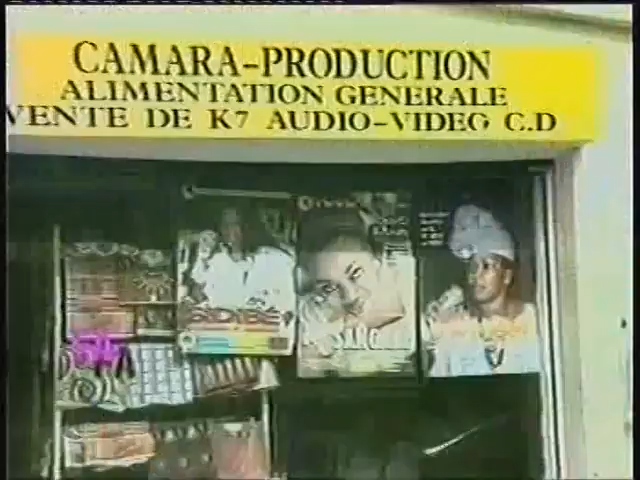 CAMARA-PRODUCTION
ALIMENTATION GENERALE
VENTE DE K7 AUDIO-VIDEO C.D